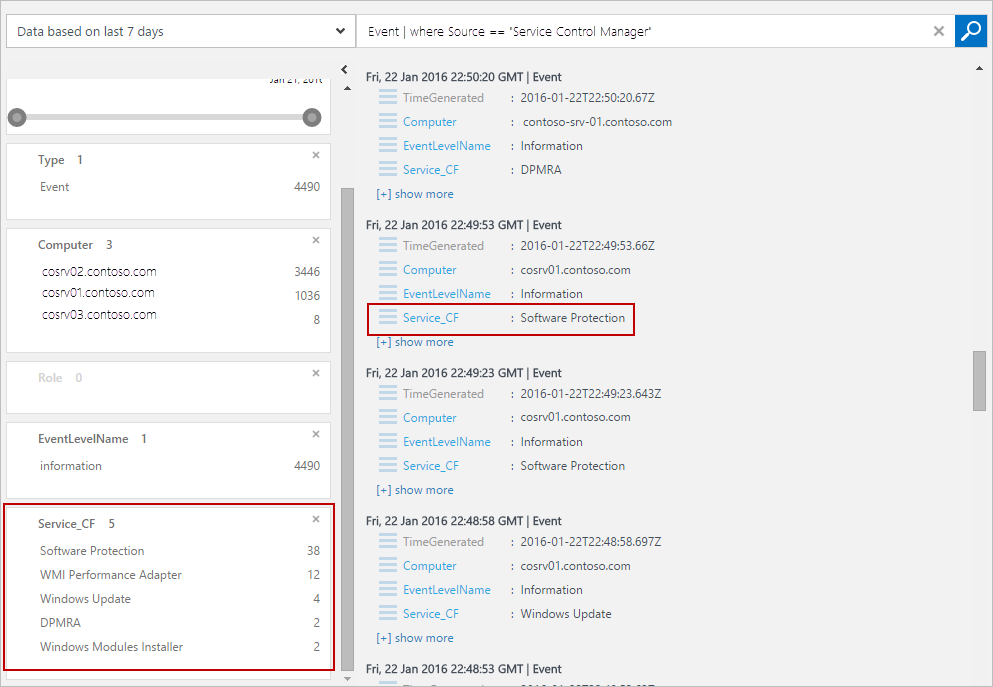 Data based on last 7 days
Event | where Source == "Service Control Manager"
Type 1
Event 4490
Computer 3
cosrv02.contoso.com 3446
cosrv01.contoso.com 1036
cosrv03.contoso.com 8
Role 0
EventLevelName 1
information 4490
Service_CF 5
Software Protection 38
WMI Performance Adapter 12
Windows Update 4
DPMRA 2
Windows Modules Installer 2
Fri, 22 Jan 2016 22:50:20 GMT | Event
TimeGenerated : 2016-01-22T22:50:20.67Z
Computer : contoso-srv-01.contoso.com
EventLevelName : Information
Service_CF : DPMRA
[+] show more
Fri, 22 Jan 2016 22:49:53 GMT | Event
TimeGenerated : 2016-01-22T22:49:53.66Z
Computer : cosrv01.contoso.com
EventLevelName : Information
Service_CF : Software Protection
[+] show more
Fri, 22 Jan 2016 22:49:23 GMT | Event
TimeGenerated : 2016-01-22T22:49:23.643Z
Computer : cosrv01.contoso.com
EventLevelName : Information
Service_CF : Software Protection
[+] show more
Fri, 22 Jan 2016 22:48:58 GMT | Event
TimeGenerated : 2016-01-22T22:48:58.697Z
Computer : cosrv01.contoso.com
EventLevelName : Information
Service_CF : Windows Update
[+] show more
Fri, 22 Jan 2016 22:48:53 GMT | Event